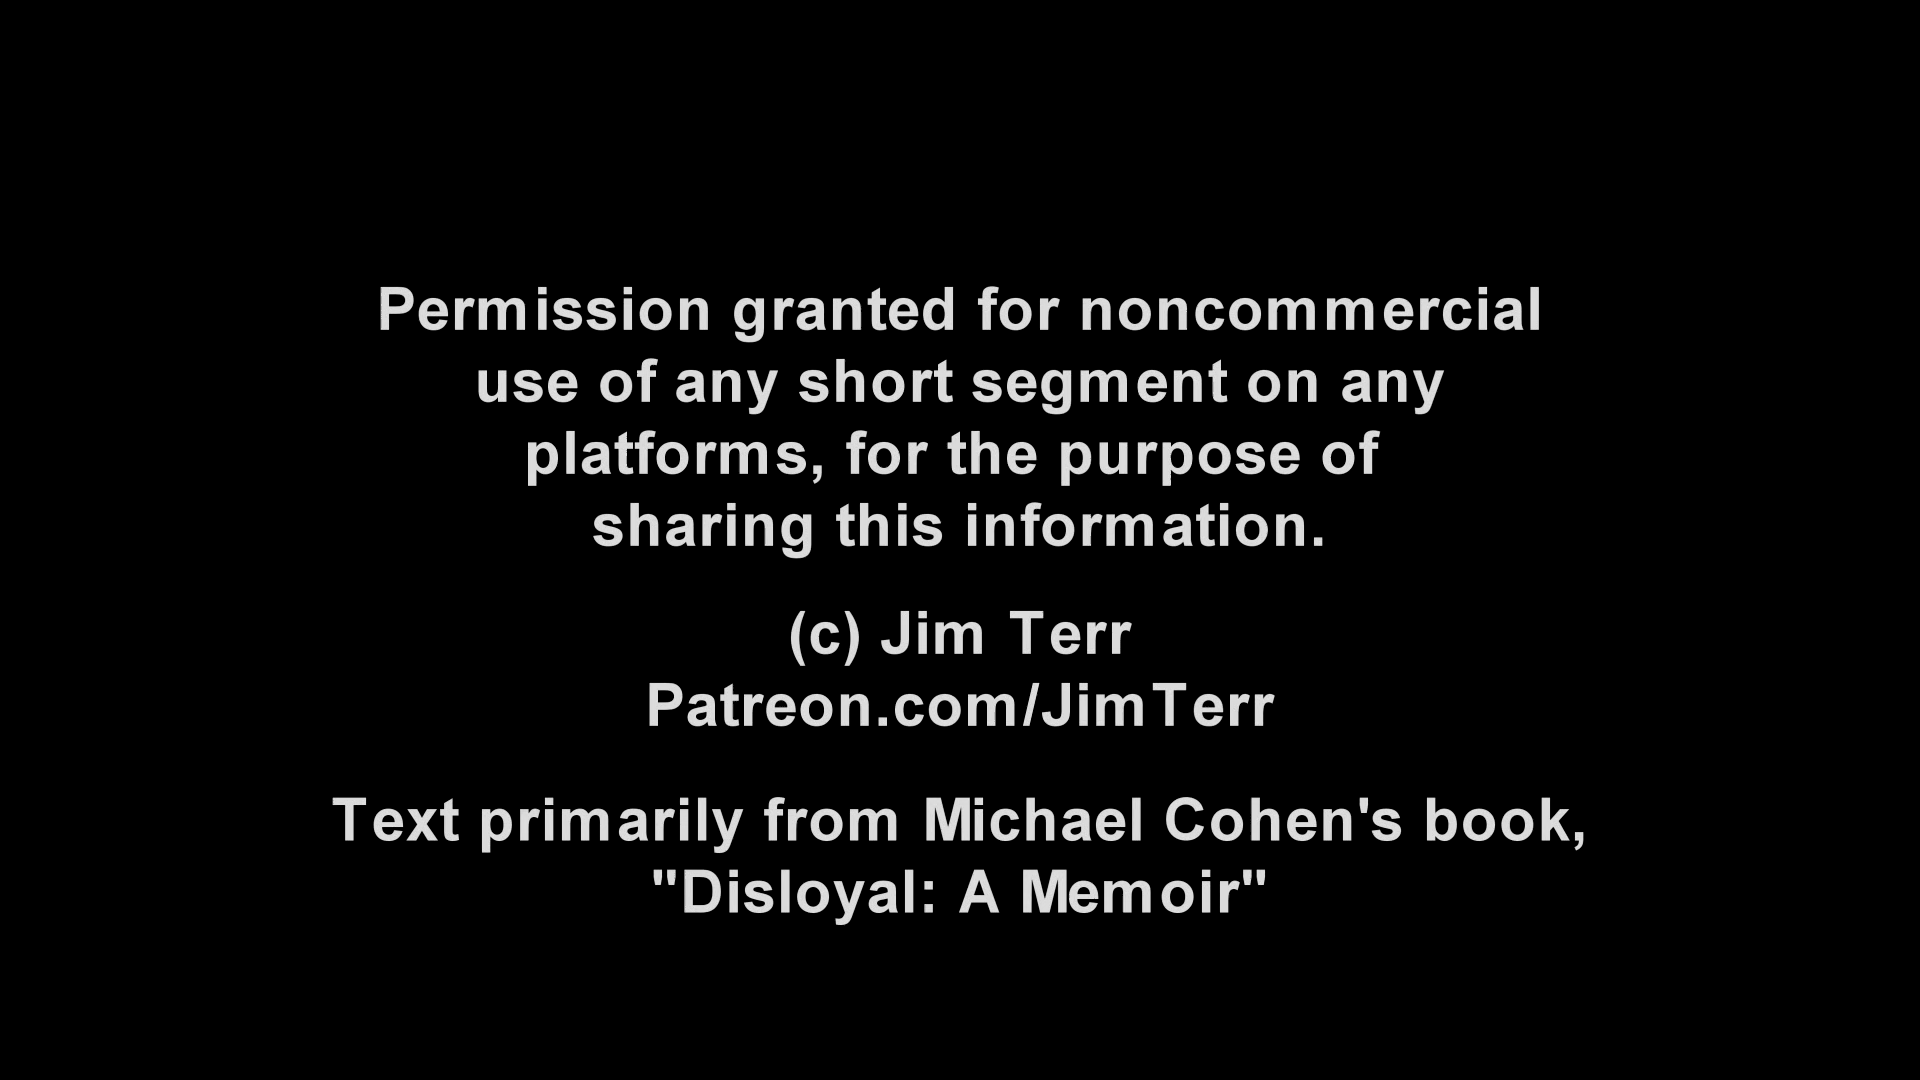 Permission granted for noncommercial
use of any short segment on any
platforms, for the purpose of
sharing this information.
(c) Jim Terr
Patreon.com/JimTerr
Text primarily from Michael Cohen's book,
"Disloyal: A Memoir"